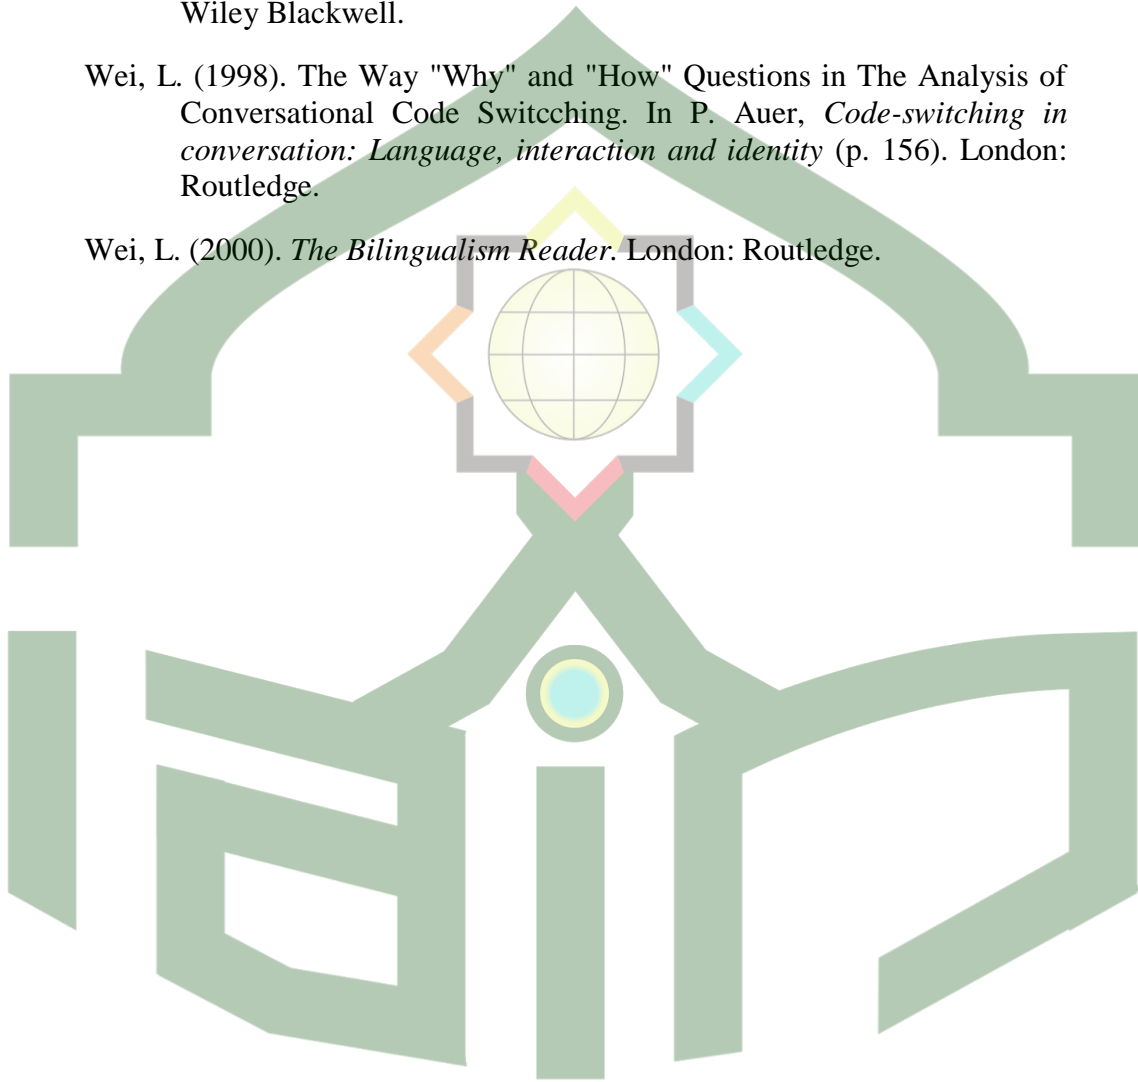 Wiley Blackwell.
Wei, L. (1998). The Way "Why" and "How" Questions in The Analysis of
Conversational Code Switcching. In P. Auer, Code-switching in
conversation: Language, interaction and identity (p. 156). London:
Routledge.
Wei, L. (2000). The Bilingualism Reader. London: Routledge.